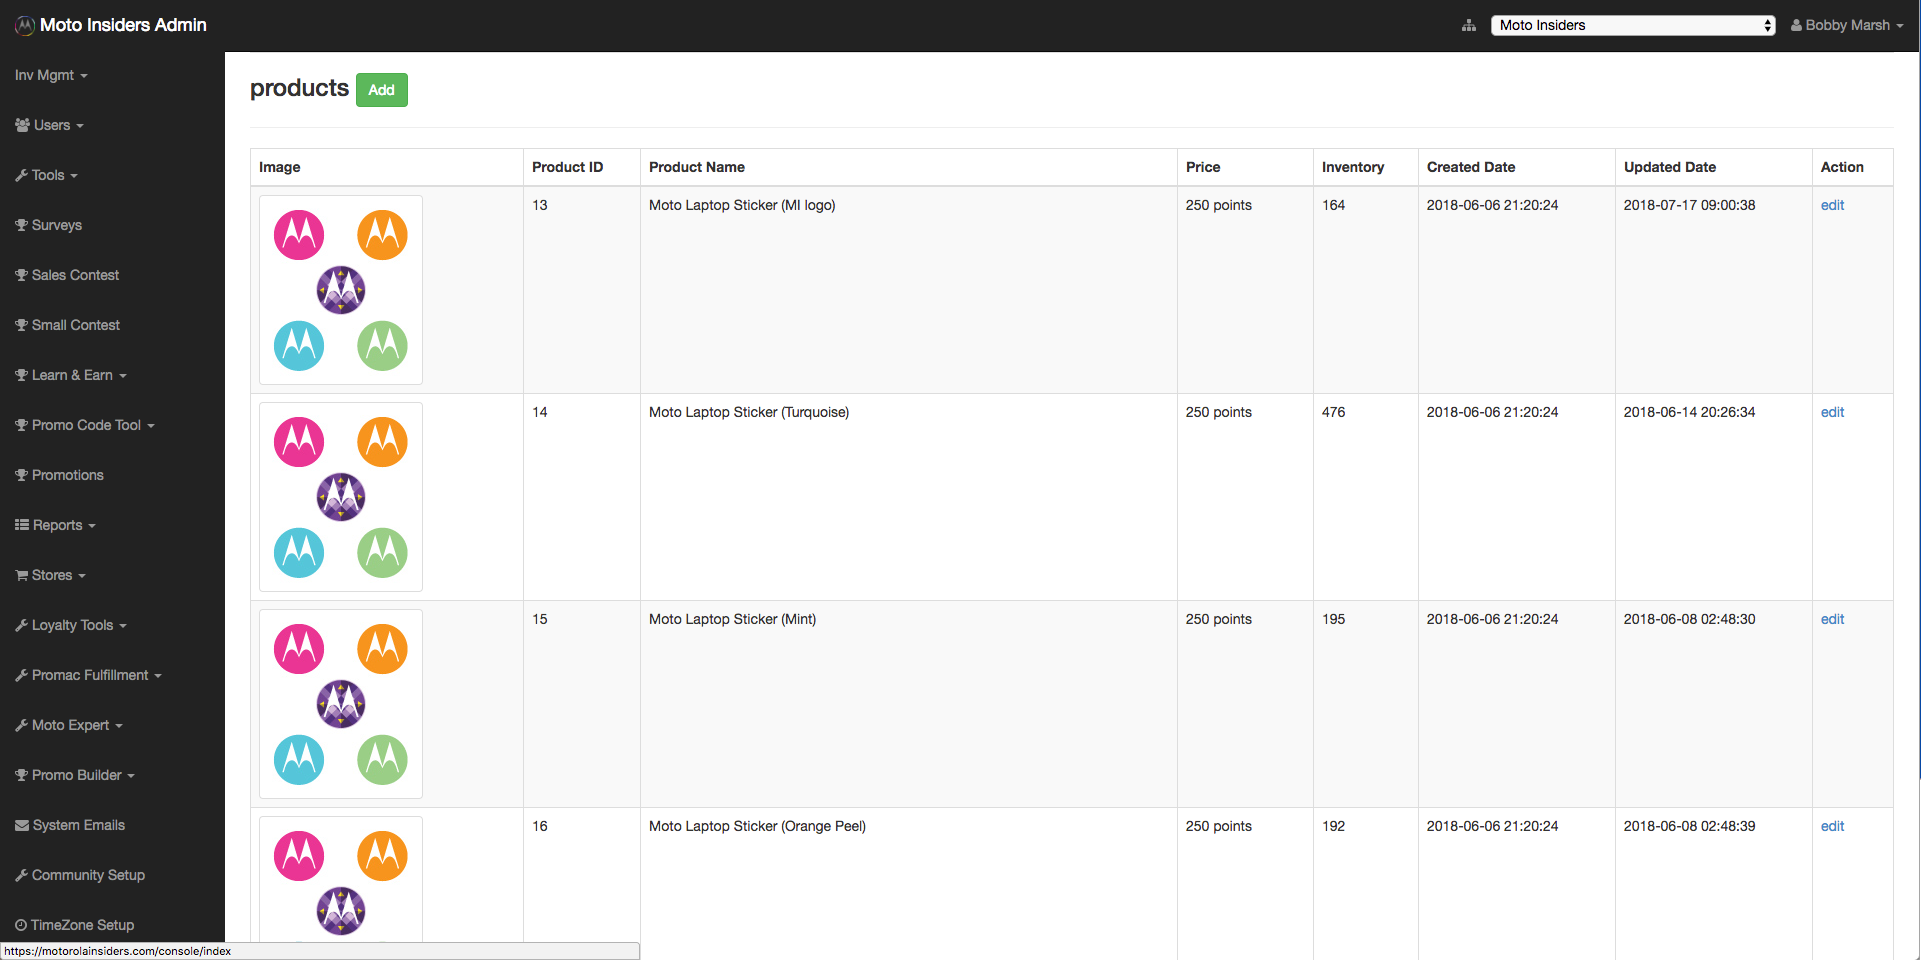 Moto Insiders Admin
Moto Insiders
Bobby Marsh
Inv Mgmt
Users
Tools
Surveys
Sales Contest
Small Contest
Learn & Earn
Promo Code Tool
Promotions
Reports
Stores
Loyalty Tools
Promac Fulfillment
Moto Expert
Promo Builder
System Emails
Community Setup
TimeZone Setup
https://motorolainsiders.com/console/index
products Add
Image Product ID Product Name Price Inventory Created Date Updated Date Action
13 Moto Laptop Sticker (MI logo) 250 points 164 2018-06-06 21:20:24 2018-07-17 09:00:38 edit
14 Moto Laptop Sticker (Turquoise) 250 points 476 2018-06-06 21:20:24 2018-06-14 20:26:34 edit
15 Moto Laptop Sticker (Mint) 250 points 195 2018-06-06 21:20:24 2018-06-08 02:48:30 edit
16 Moto Laptop Sticker (Orange Peel) 250 points 192 2018-06-06 21:20:24 2018-06-08 02:48:39 edit